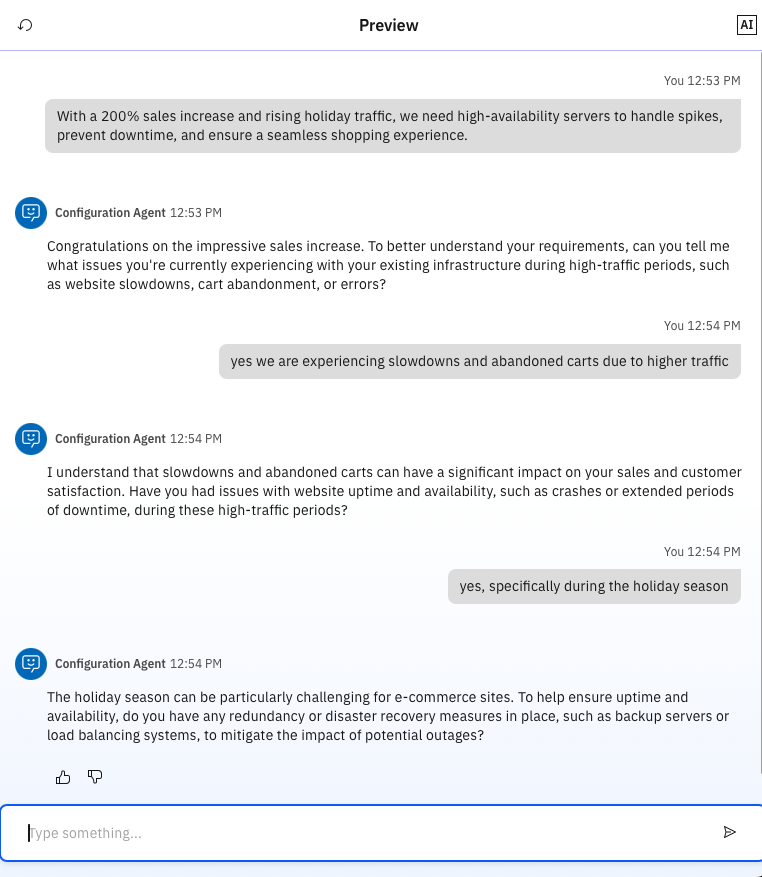 Preview
AI
You 12:53 PM
With a 200% sales increase and rising holiday traffic, we need high-availability servers to handle spikes,
prevent downtime, and ensure a seamless shopping experience.
Configuration Agent 12:53 PM
Congratulations on the impressive sales increase. To better understand your requirements, can you tell me
what issues you're currently experiencing with your existing infrastructure during high-traffic periods, such
as website slowdowns, cart abandonment, or errors?
You 12:54 PM
yes we are experiencing slowdowns and abandoned carts due to higher traffic
Configuration Agent 12:54 PM
I understand that slowdowns and abandoned carts can have a significant impact on your sales and customer
satisfaction. Have you had issues with website uptime and availability, such as crashes or extended periods
of downtime, during these high-traffic periods?
You 12:54 PM
yes, specifically during the holiday season
Configuration Agent 12:54 PM
The holiday season can be particularly challenging for e-commerce sites. To help ensure uptime and
availability, do you have any redundancy or disaster recovery measures in place, such as backup servers or
load balancing systems, to mitigate the impact of potential outages?
Type something...